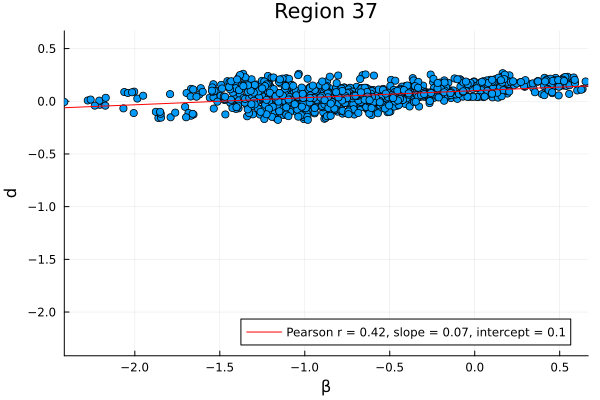 Region 37
0.5
0.0
−0.5
−1.0
−1.5
−2.0
d
Pearson r = 0.42, slope = 0.07, intercept = 0.1
−2.0 −1.5 −1.0 −0.5 0.0 0.5
β